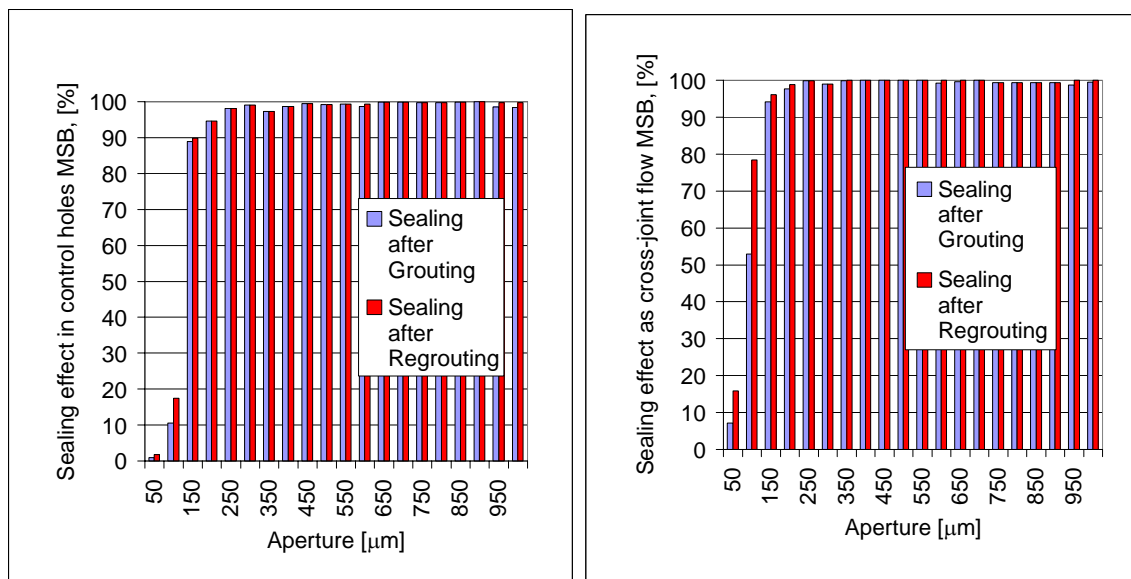 Sealing effect in control holes MSB, [%]
100
90
80
70
60
50
40
30
20
10
0
Sealing
after
Grouting
Sealing
after
Regrouting
50
150
250
350
450
550
650
750
850
950
Aperture [μm]
Sealing effect as cross-joint flow MSB, [%]
100
90
80
70
60
50
40
30
20
10
0
Sealing
after
Grouting
Sealing
after
Regrouting
50
150
250
350
450
550
650
750
850
950
Aperture [μm]